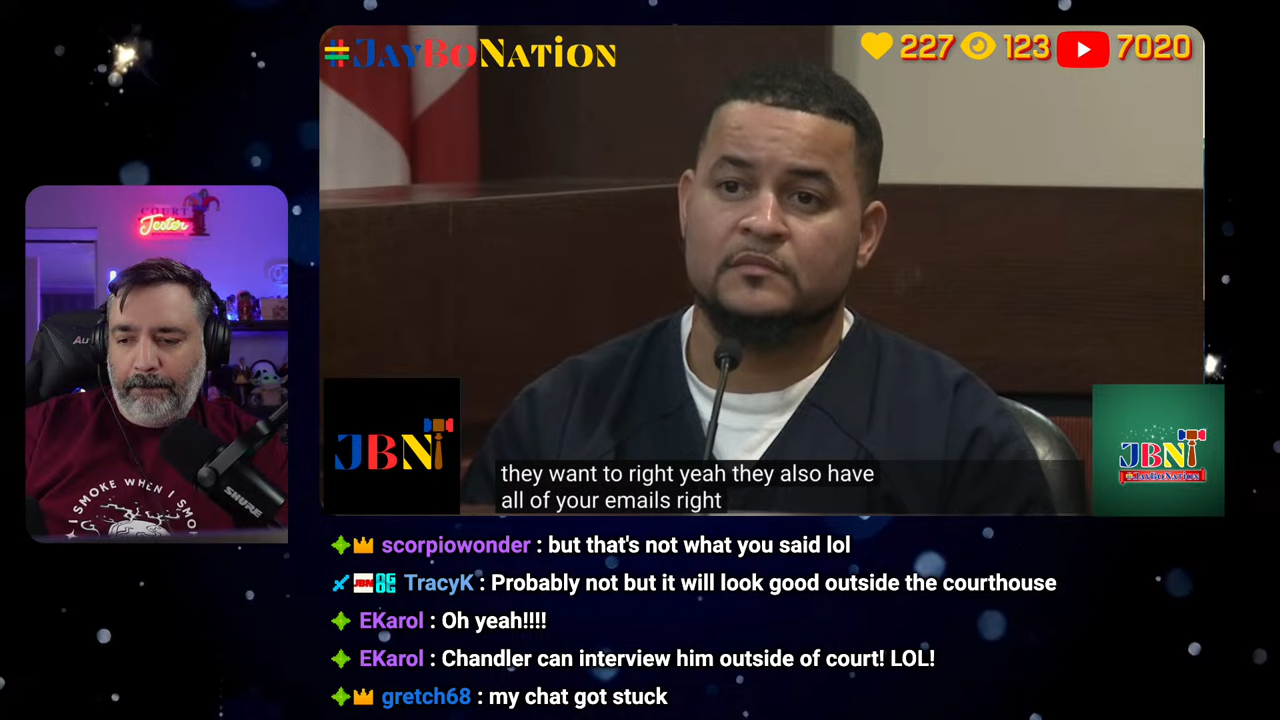 #JAYBONATION
227 123 7020
COURT
Jester
they want to right yeah they also have
all of your emails right
JBN
JBN
#JAYBONATION
SHURE
I SMOKE WHEN I SMO
scorpiowonder : but that's not what you said lol
TracyK : Probably not but it will look good outside the courthouse
EKarol : Oh yeah!!!!
EKarol : Chandler can interview him outside of court! LOL!
gretch68 : my chat got stuck